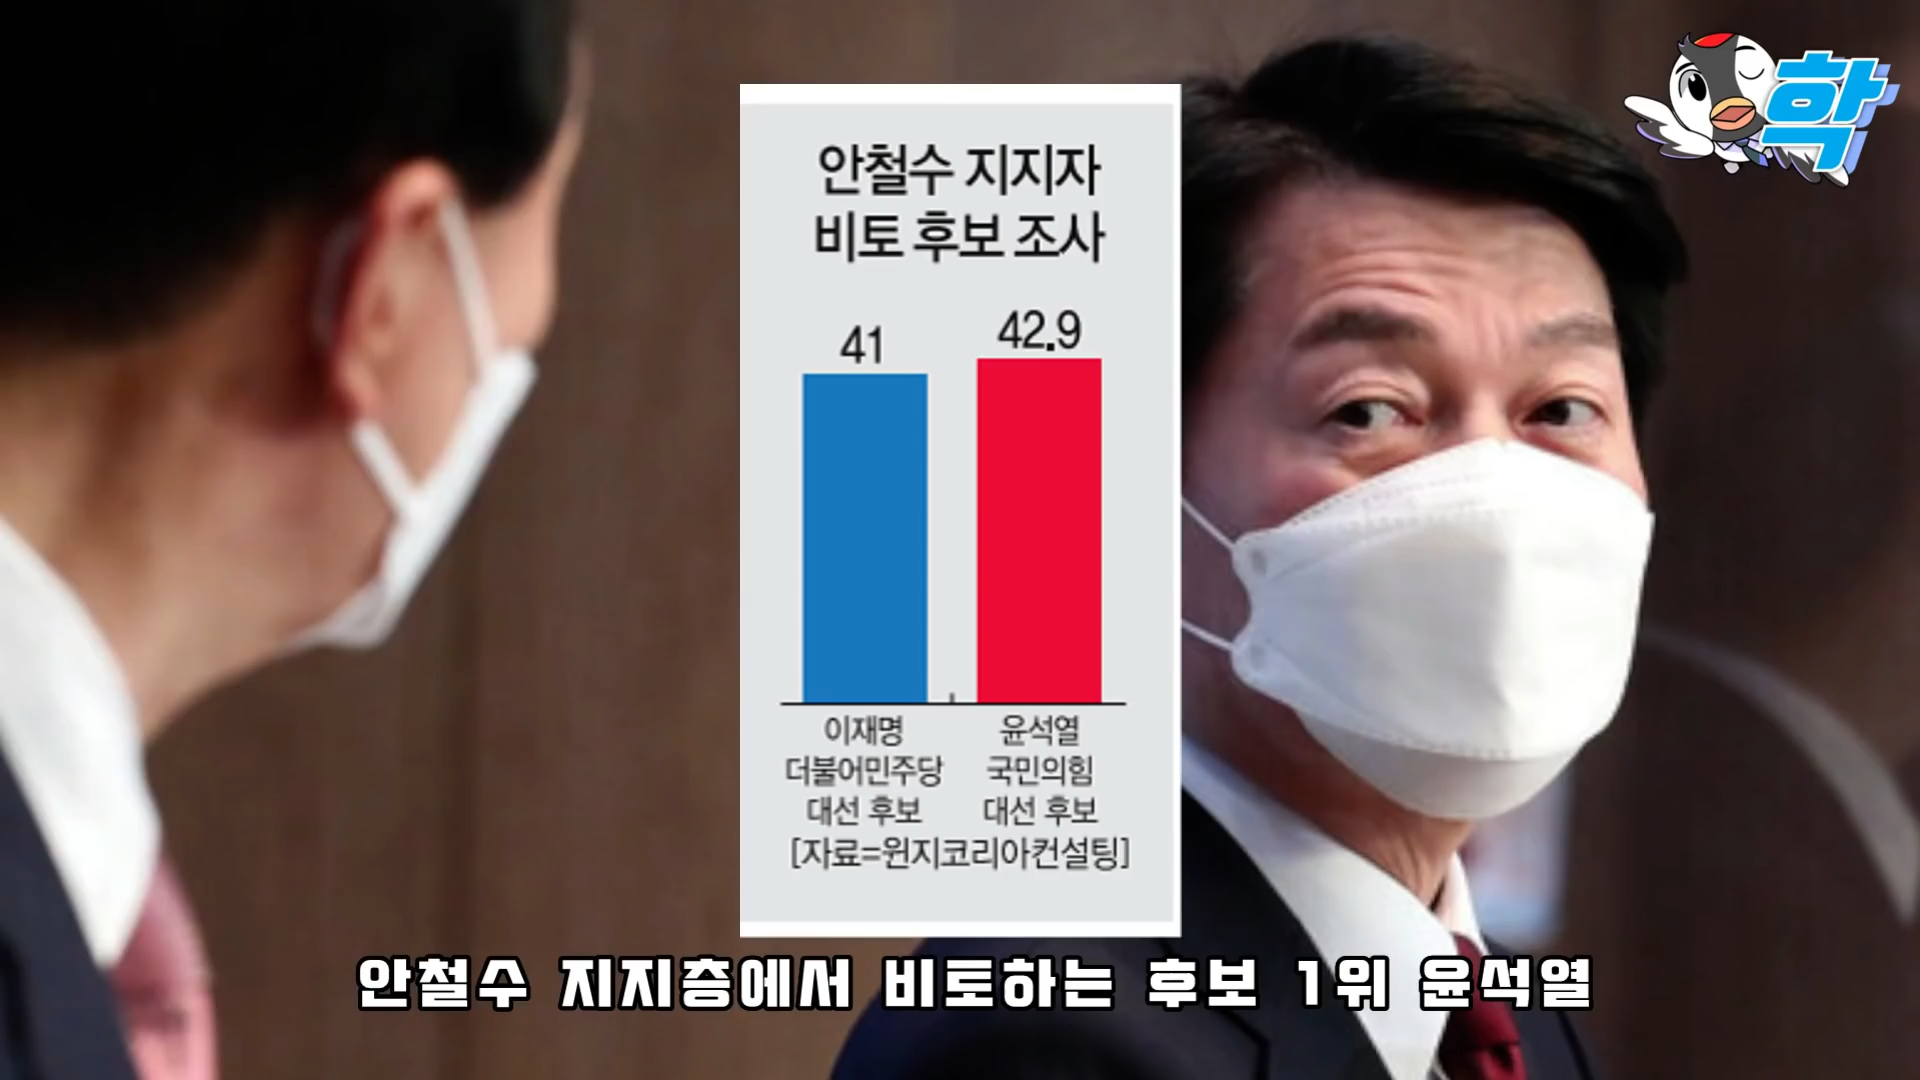 학
안철수 지지자
비토 후보 조사
41
42.9
이재명
더불어민주당
대선 후보
윤석열
국민의힘
대선 후보
[자료=윈지코리아컨설팅]
안철수 지지층에서 비토하는 후보 1위 윤석열